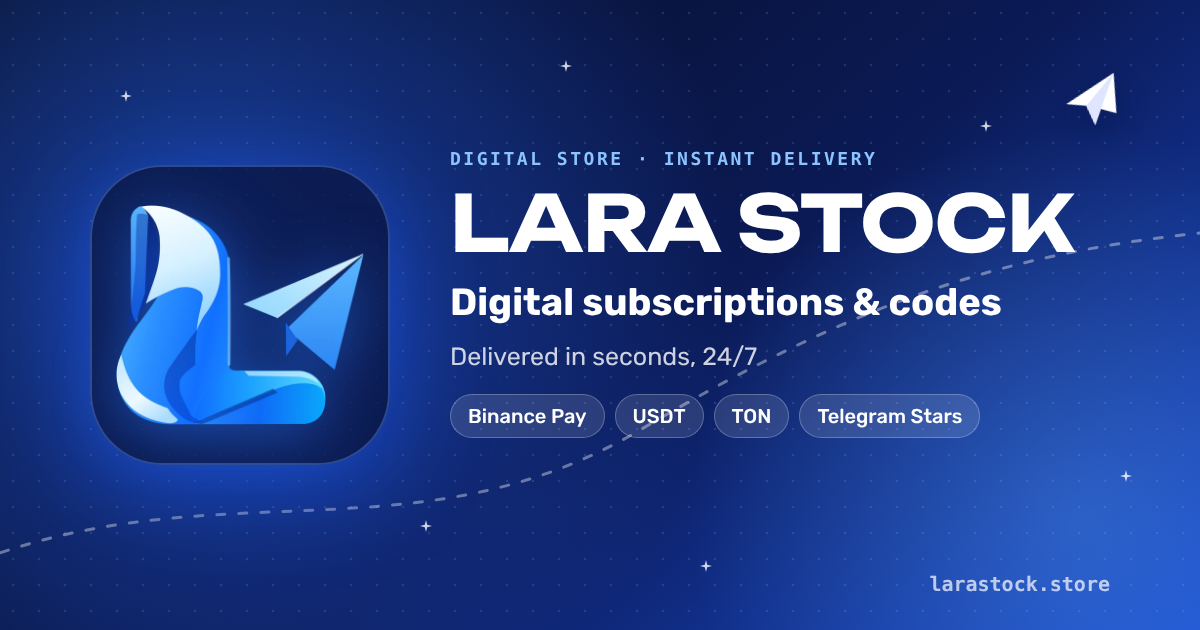 DIGITAL STORE · INSTANT DELIVERY
LARA STOCK
Digital subscriptions & codes
Delivered in seconds, 24/7
Binance Pay USDT TON Telegram Stars
larastock.store